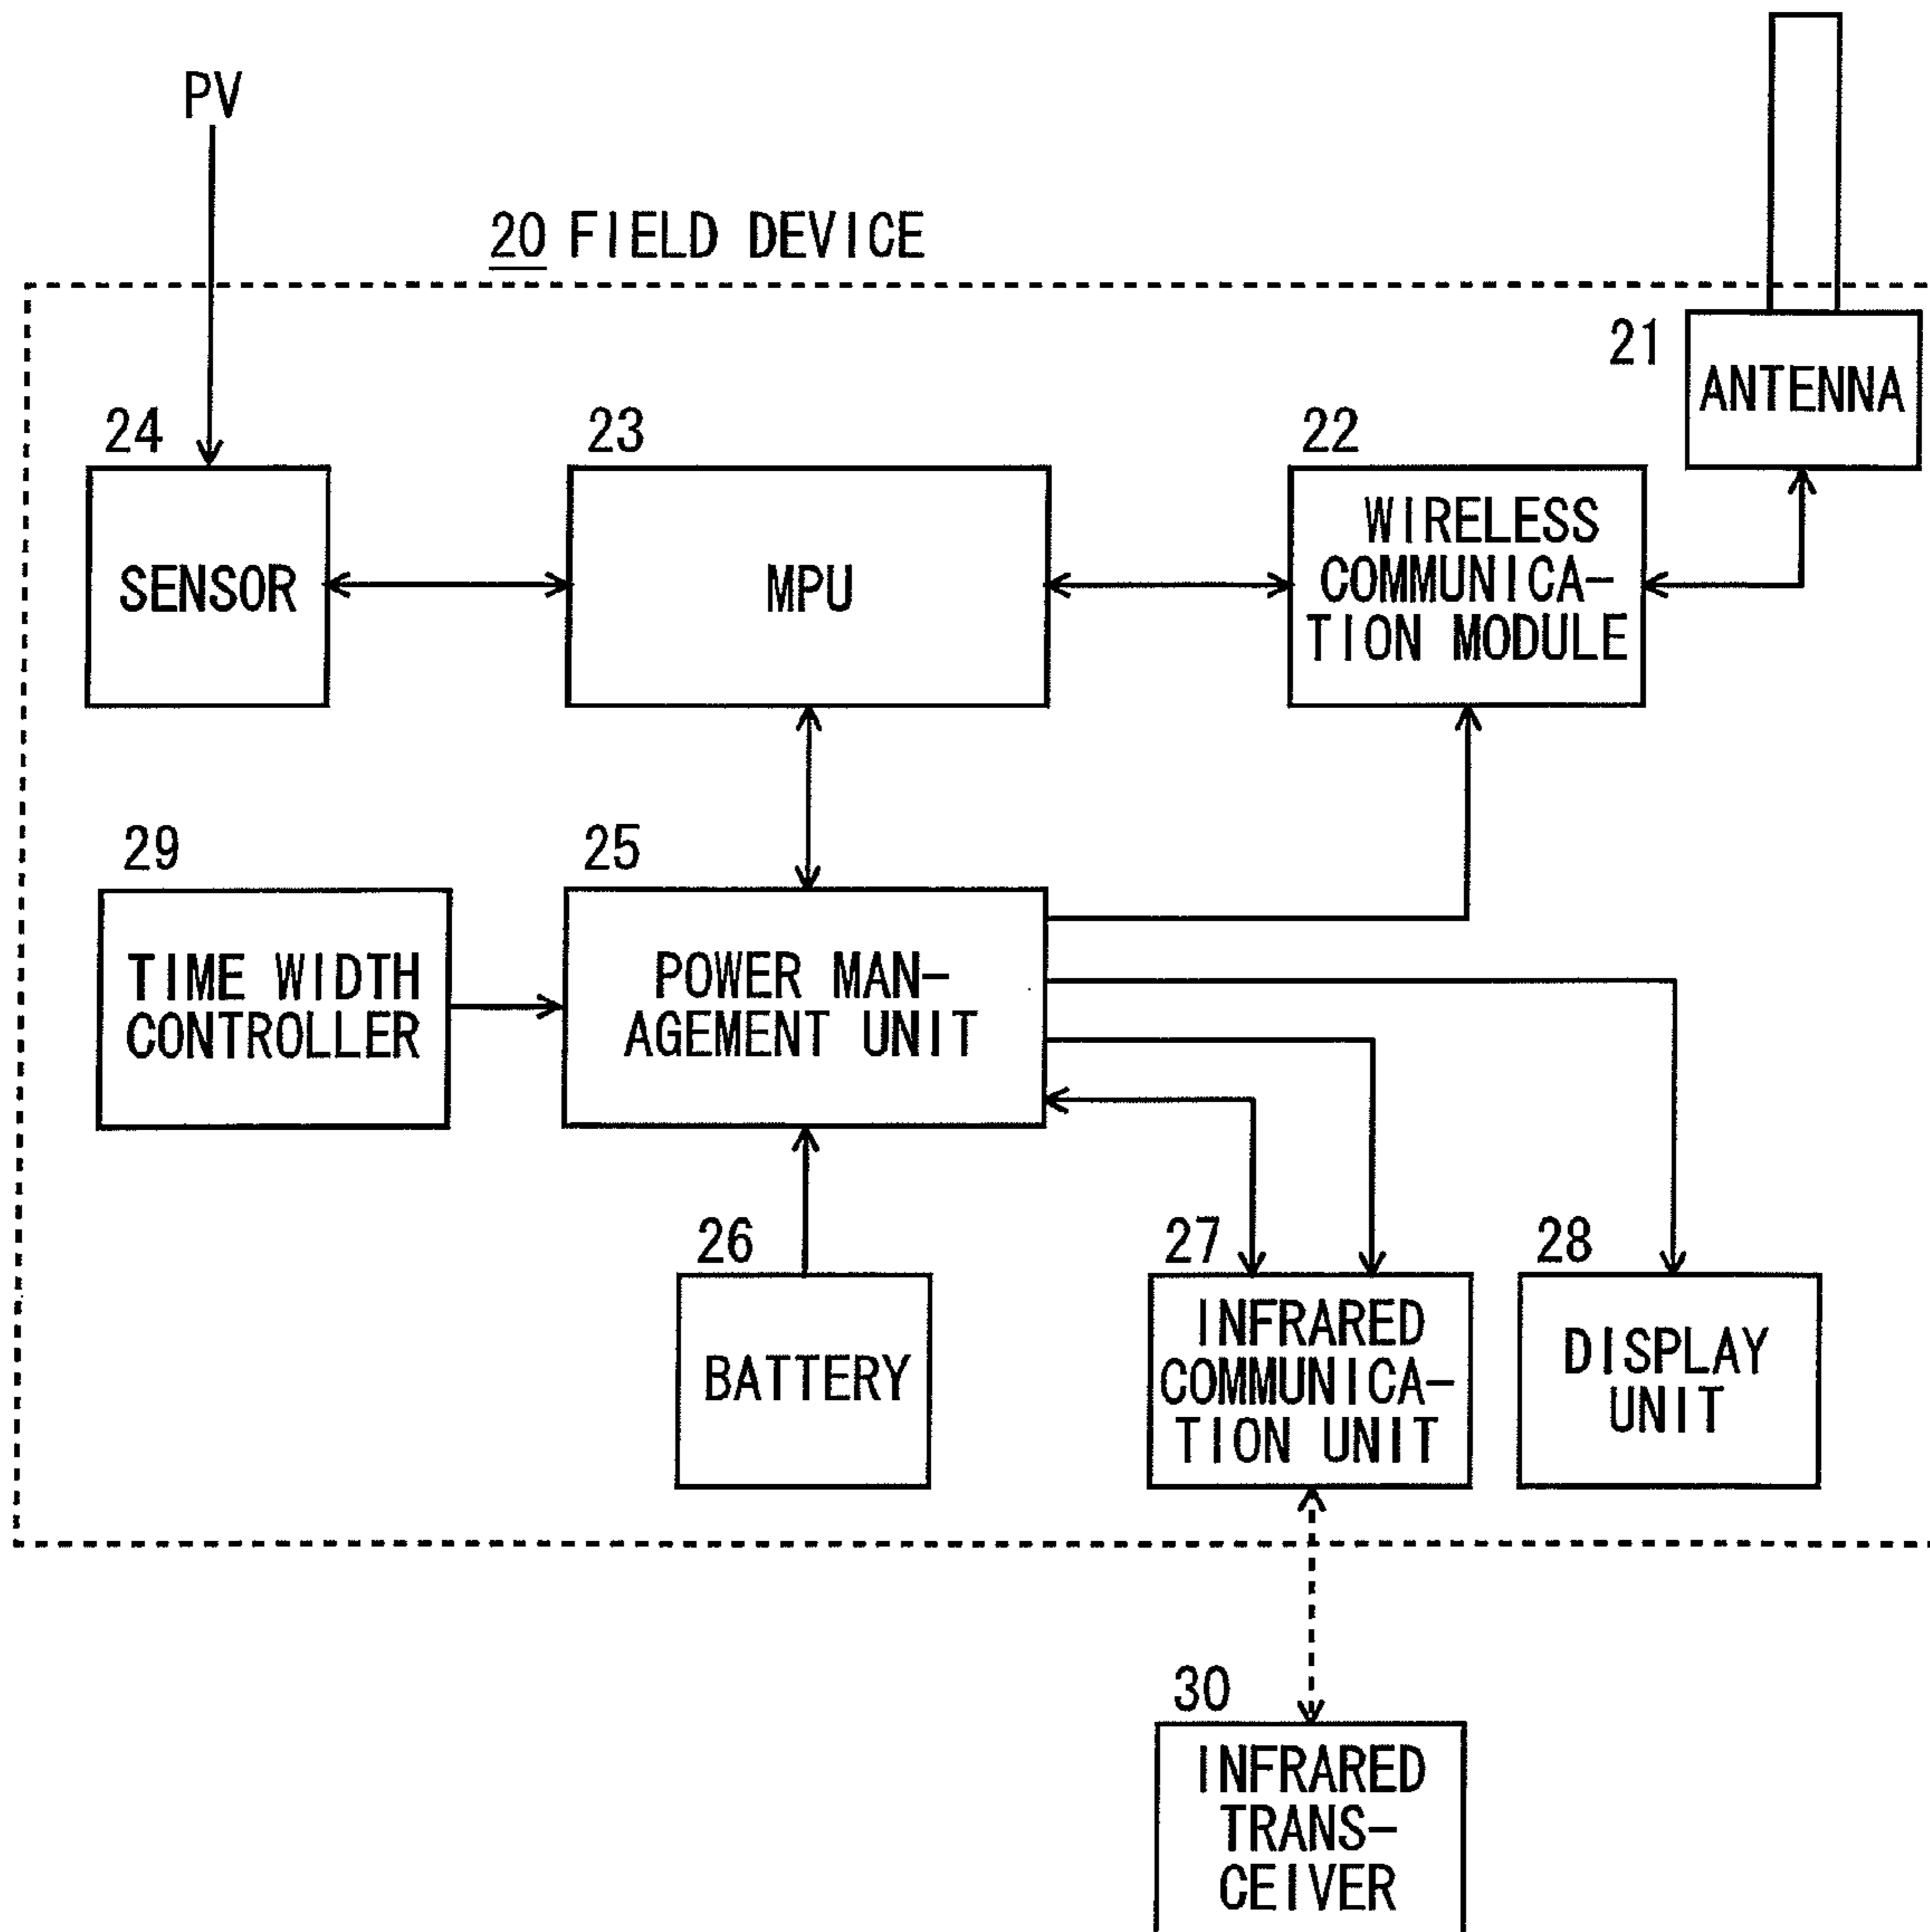 PV
20 FIELD DEVICE
21
ANTENNA
24
SENSOR
23
MPU
22
WIRELESS
COMMUNICA-
TION MODULE
29
TIME WIDTH
CONTROLLER
25
POWER MAN-
AGEMENT UNIT
26
BATTERY
27
INFRARED
COMMUNICA-
TION UNIT
28
DISPLAY
UNIT
30
INFRARED
TRANS-
CEIVER